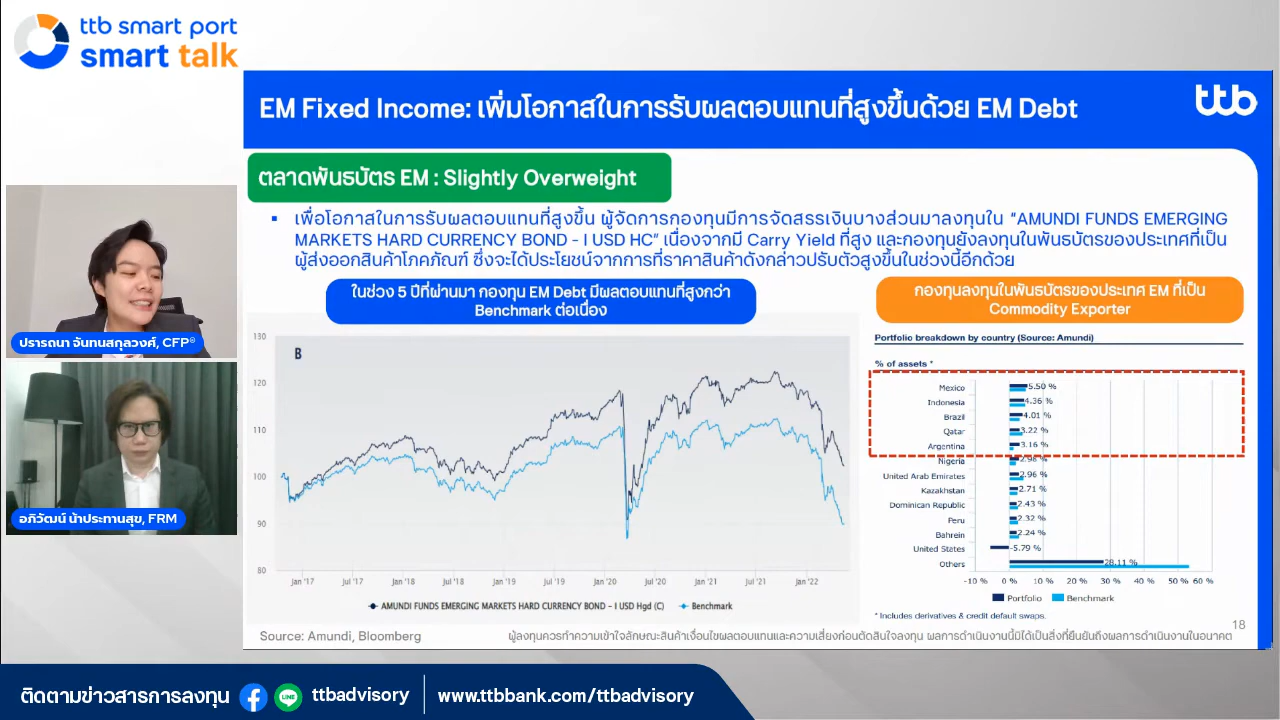 ttb smart port
smart talk
EM Fixed Income: เพิ่มโอกาสในการรับผลตอบแทนที่สูงขึ้นด้วย EM Debt
ttb
ตลาดพันธบัตร EM : Slightly Overweight
▪ เพื่อโอกาสในการรับผลตอบแทนที่สูงขึ้น ผู้จัดการกองทุนมีการจัดสรรเงินบางส่วนมาลงทุนใน “AMUNDI FUNDS EMERGING
MARKETS HARD CURRENCY BOND - I USD HC” เนื่องจากมี Carry Yield ที่สูง และกองทุนยังลงทุนในพันธบัตรของประเทศที่เป็น
ผู้ส่งออกสินค้าโภคภัณฑ์ ซึ่งจะได้ประโยชน์จากการที่ราคาสินค้าดังกล่าวปรับตัวสูงขึ้นในช่วงนี้อีกด้วย
ในช่วง 5 ปีที่ผ่านมา กองทุน EM Debt มีผลตอบแทนที่สูงกว่า
Benchmark ต่อเนื่อง
130
B
120
110
100
90
80
Jan '17 Jul '17 Jan '18 Jul '18 Jan '19 Jul '19 Jan '20 Jul '20 Jan '21 Jul '21 Jan '22
AMUNDI FUNDS EMERGING MARKETS HARD CURRENCY BOND - I USD Hgd (C) Benchmark
กองทุนลงทุนในพันธบัตรของประเทศ EM ที่เป็น
Commodity Exporter
Portfolio breakdown by country (Source: Amundi)
% of assets *
Mexico 5.50 %
Indonesia 4.36 %
Brazil 4.01 %
Qatar 3.22 %
Argentina 3.16 %
Nigeria 2.98 %
United Arab Emirates 2.96 %
Kazakhstan 2.71 %
Dominican Republic 2.43 %
Peru 2.32 %
Bahrein 2.24 %
United States -5.79 %
Others 28.11 %
-10 % 0 % 10 % 20 % 30 % 40 % 50 % 60 %
Portfolio Benchmark
* Includes derivatives & credit default swaps.
18
Source: Amundi, Bloomberg
ผู้ลงทุนควรทำความเข้าใจลักษณะสินค้าเงื่อนไขผลตอบแทนและความเสี่ยงก่อนตัดสินใจลงทุน ผลการดำเนินงานนี้มิได้เป็นสิ่งที่ยืนยันถึงผลการดำเนินงานในอนาคต
ปรารถนา จันทนสกุลวงศ์, CFP®
อภิวัฒน์ น้าประทานสุข, FRM
ติดตามข่าวสารการลงทุน
ttbadvisory
www.ttbbank.com/ttbadvisory